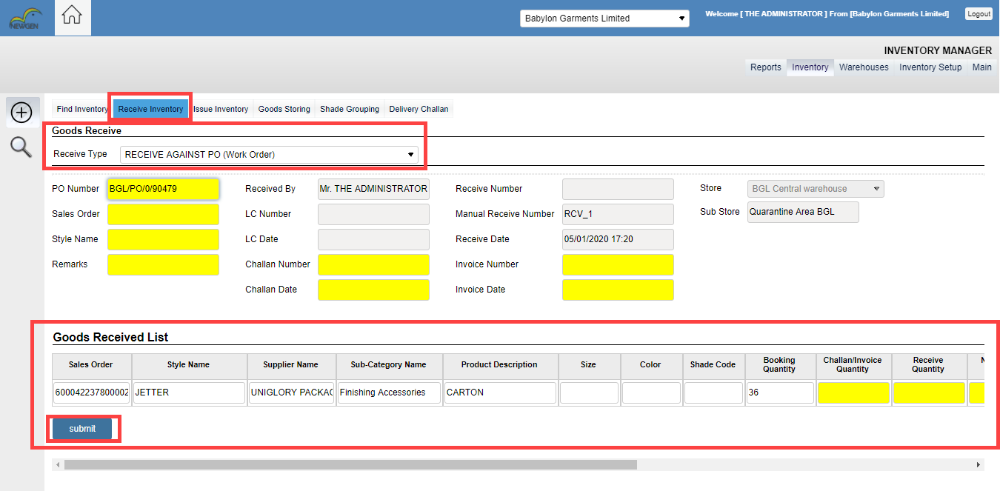 NEWGEN
Babylon Garments Limited
Welcome [ THE ADMINISTRATOR ] From [Babylon Garments Limited]
Logout
INVENTORY MANAGER
Reports Inventory Warehouses Inventory Setup Main
Find Inventory Receive Inventory Issue Inventory Goods Storing Shade Grouping Delivery Challan
Goods Receive
Receive Type RECEIVE AGAINST PO (Work Order)
PO Number BGL/PO/0/90479 Received By Mr. THE ADMINISTRATOR Receive Number Store BGL Central warehouse
Sales Order LC Number Manual Receive Number RCV_1 Sub Store Quarantine Area BGL
Style Name LC Date Receive Date 05/01/2020 17:20
Remarks Challan Number Invoice Number
Challan Date Invoice Date
Goods Received List
Sales Order Style Name Supplier Name Sub-Category Name Product Description Size Color Shade Code Booking Quantity Challan/Invoice Quantity Receive Quantity
600042237800002 JETTER UNIGLORY PACKAG Finishing Accessories CARTON 36
submit